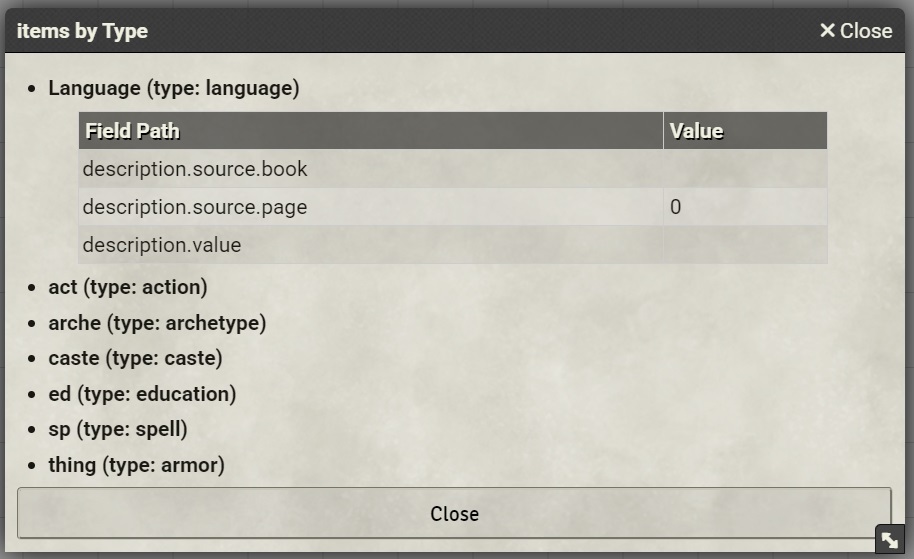 items by Type
✕ Close
• Language (type: language)
Field Path Value
description.source.book
description.source.page 0
description.value
• act (type: action)
• arche (type: archetype)
• caste (type: caste)
• ed (type: education)
• sp (type: spell)
• thing (type: armor)
Close